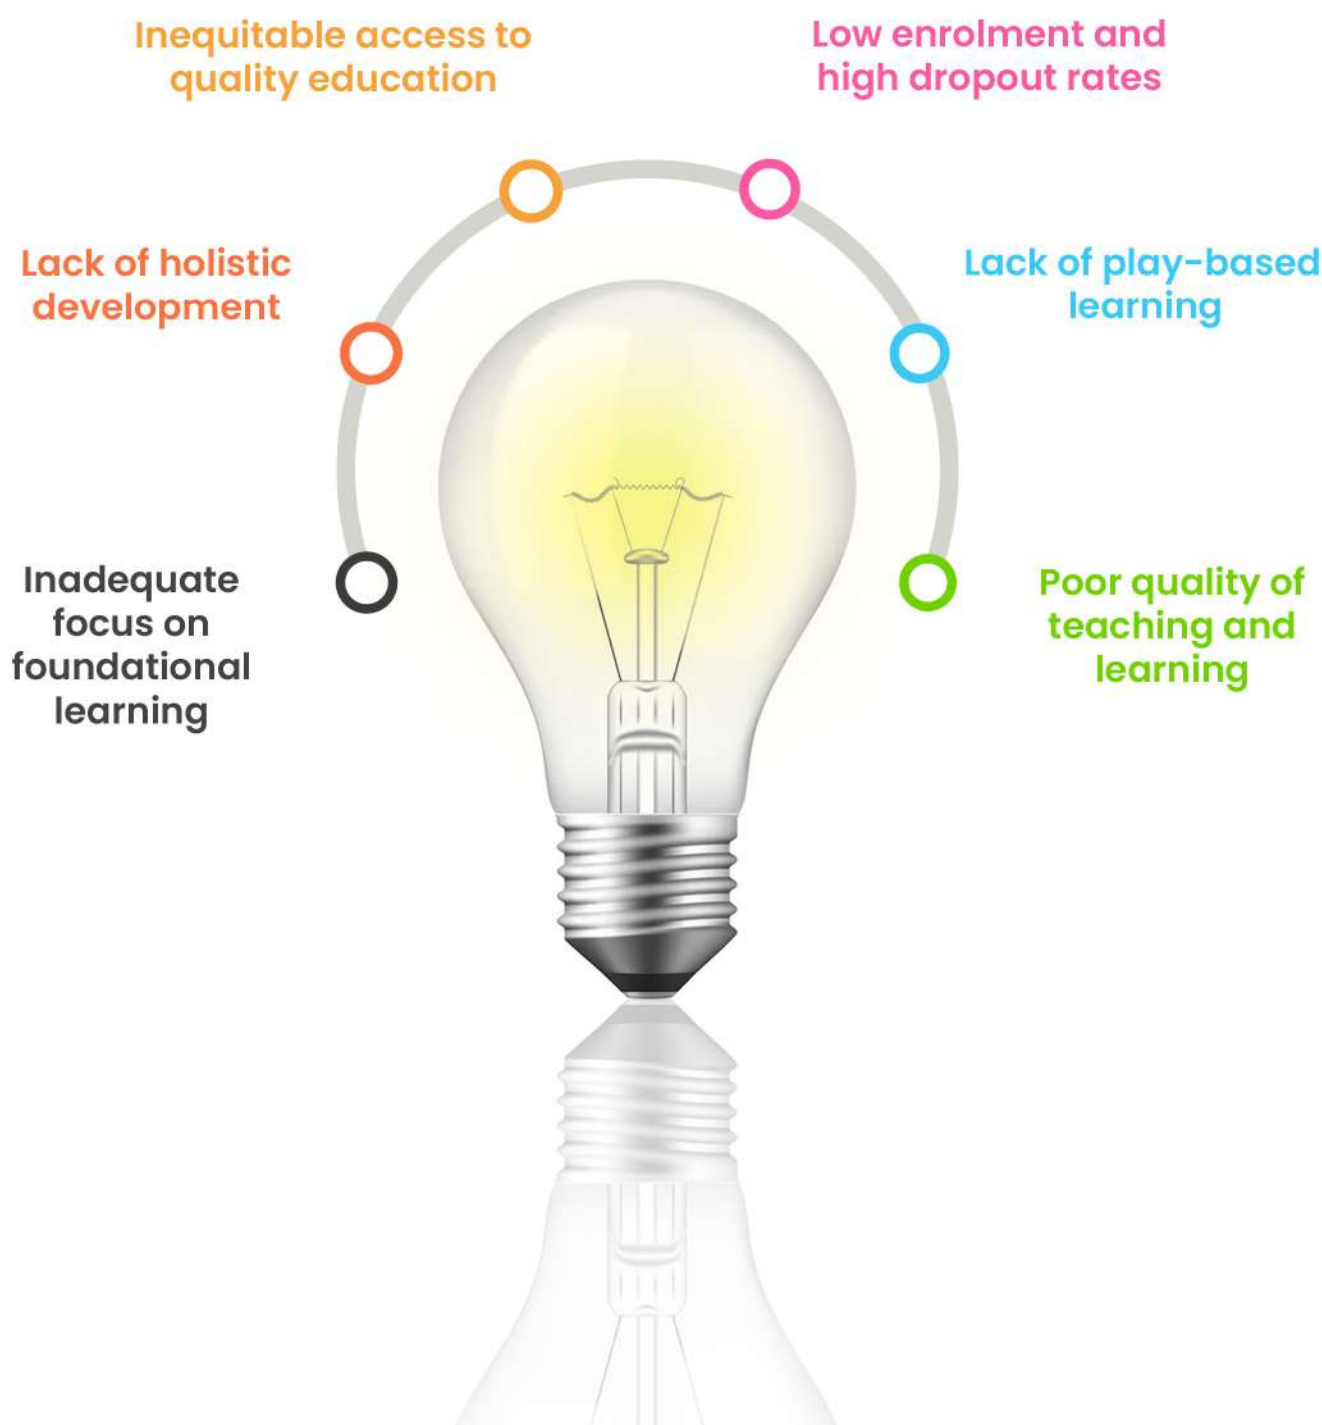 Inequitable access to
quality education
Low enrolment and
high dropout rates
Lack of holistic
development
Lack of play-based
learning
Inadequate
focus on
foundational
learning
Poor quality of
teaching and
learning